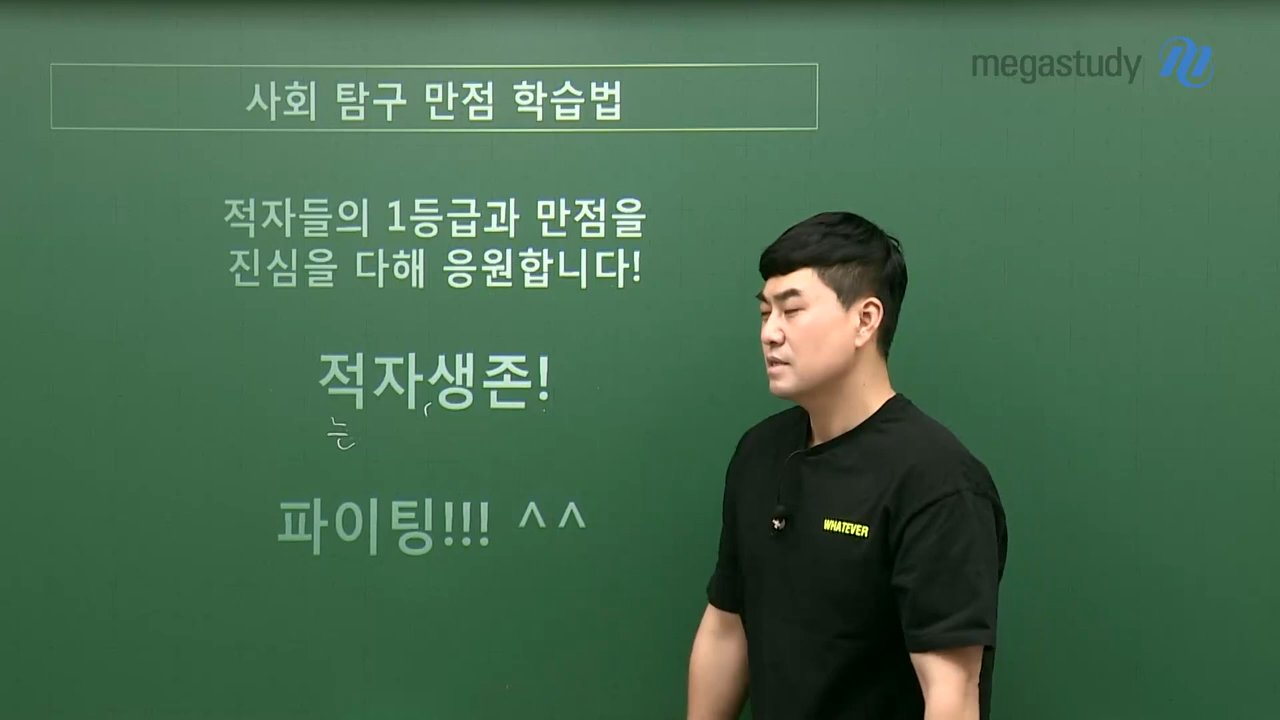 megastudy
사회 탐구 만점 학습법
적자들의 1등급과 만점을
진심을 다해 응원합니다!
적자생존!
는
파이팅!!! ^^
WHATEVER